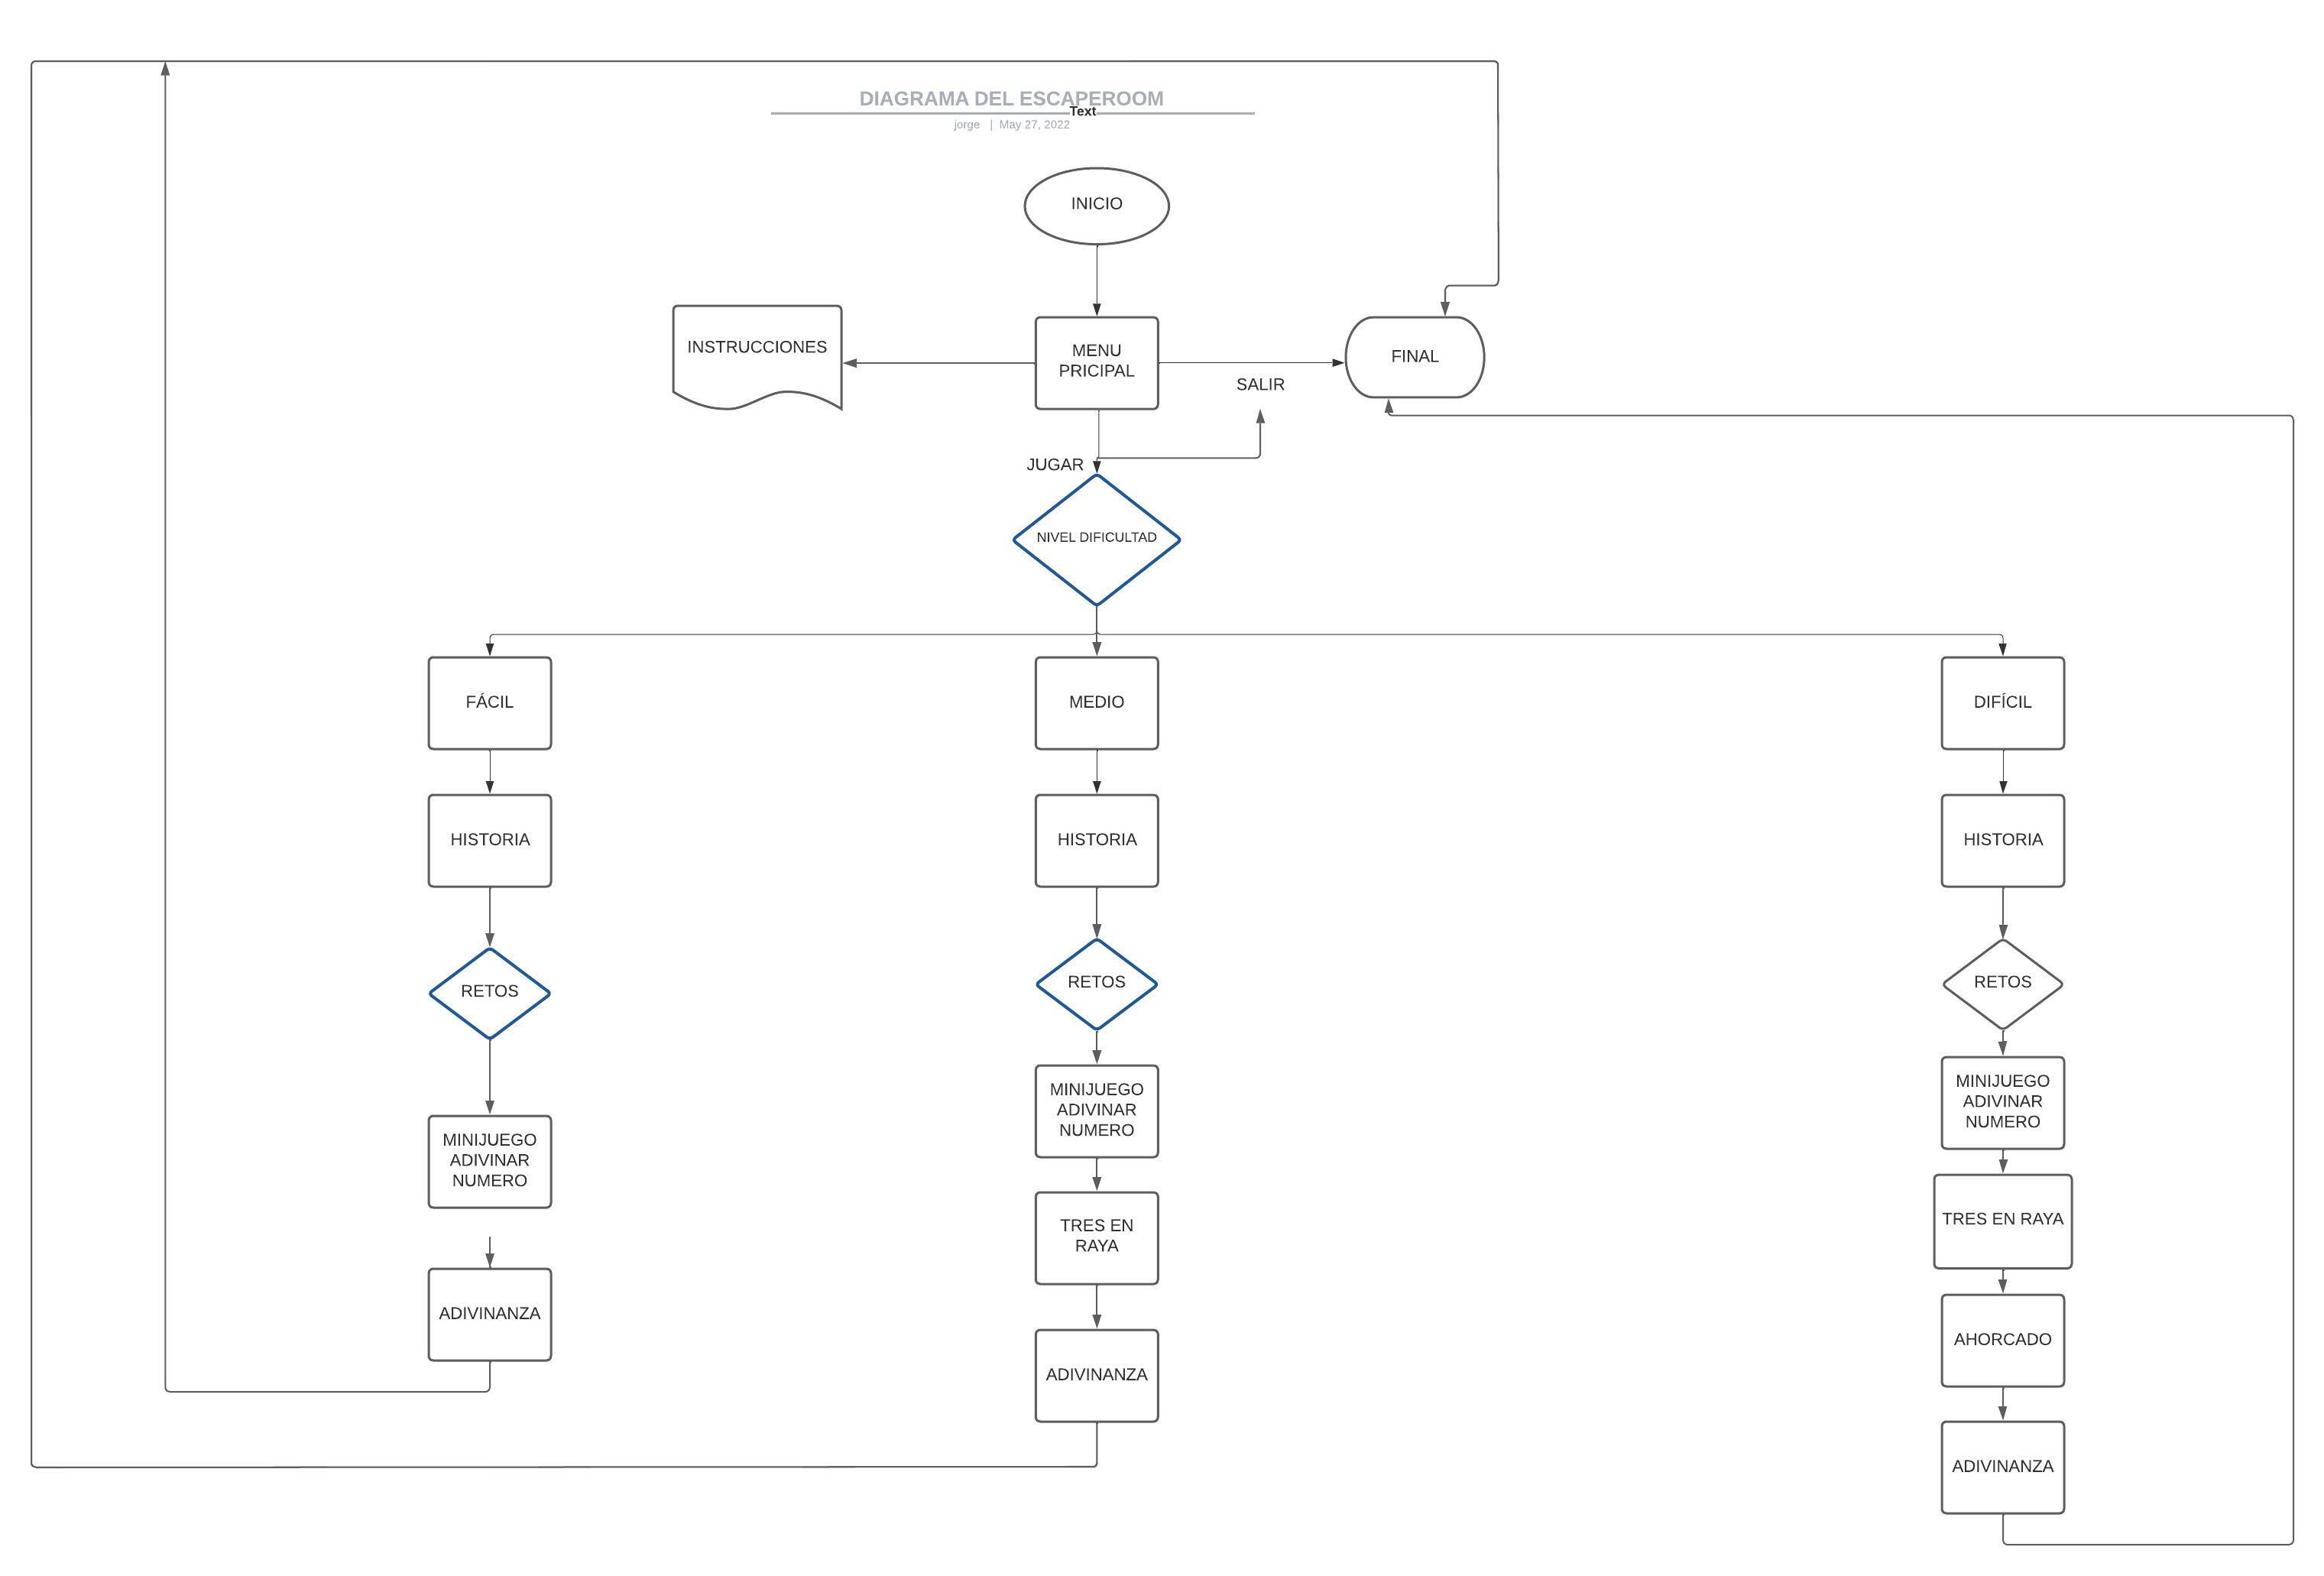 DIAGRAMA DEL ESCAPEROOM
Text
jorge | May 27, 2022
INICIO
INSTRUCCIONES
MENU
PRICIPAL
FINAL
SALIR
JUGAR
NIVEL DIFICULTAD
FÁCIL
MEDIO
DIFÍCIL
HISTORIA
HISTORIA
HISTORIA
RETOS
RETOS
RETOS
MINIJUEGO
ADIVINAR
NUMERO
MINIJUEGO
ADIVINAR
NUMERO
MINIJUEGO
ADIVINAR
NUMERO
TRES EN
RAYA
TRES EN RAYA
ADIVINANZA
ADIVINANZA
AHORCADO
ADIVINANZA